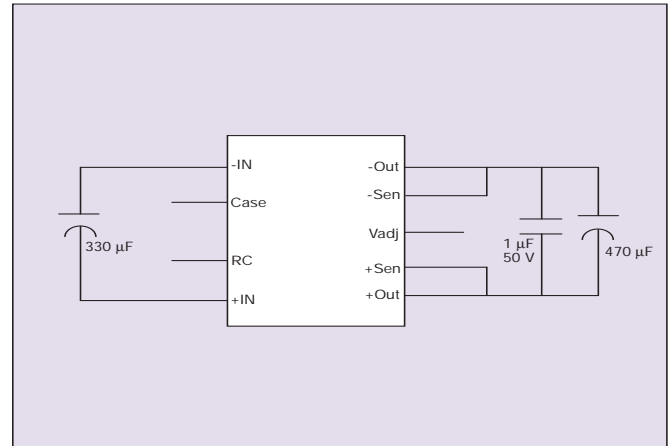 -IN
Case
RC
+IN
-Out
-Sen
Vadj
+Sen
+Out
330 µF
1 µF
50 V
470 µF